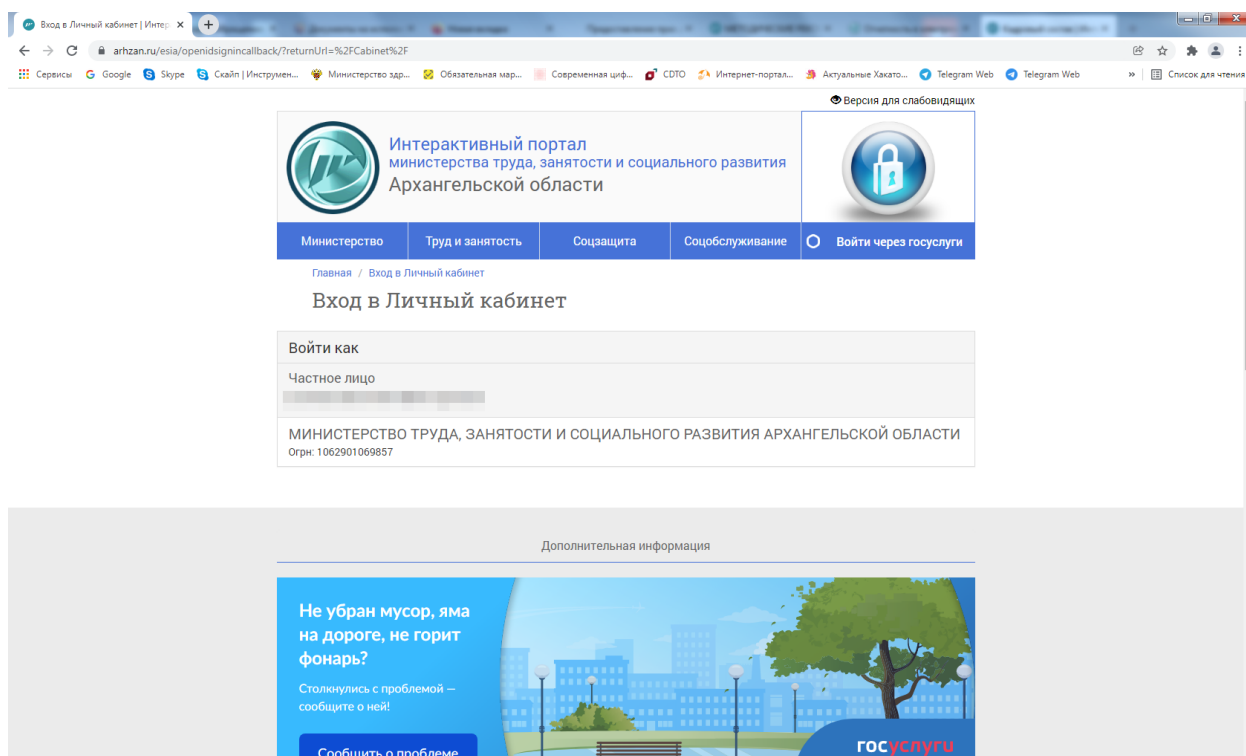 Вход в Личный кабинет | Интер
arhzan.ru/esia/openidsignincallback/?returnUrl=%2FCabinet%2F
Сервисы Google Skype Скайп | Инструмен... Министерство здр... Обязательная мар... Современная циф... CDTO Интернет-портал... Актуальные Хакато... Telegram Web Telegram Web » Список для чтения
Версия для слабовидящих
Интерактивный портал
министерства труда, занятости и социального развития
Архангельской области
Министерство Труд и занятость Соцзащита Соцобслуживание Войти через госуслуги
Главная / Вход в Личный кабинет
Вход в Личный кабинет
Войти как
Частное лицо
МИНИСТЕРСТВО ТРУДА, ЗАНЯТОСТИ И СОЦИАЛЬНОГО РАЗВИТИЯ АРХАНГЕЛЬСКОЙ ОБЛАСТИ
Огрн: 1062901069857
Дополнительная информация
Не убран мусор, яма
на дороге, не горит
фонарь?
Столкнулись с проблемой —
сообщите о ней!
Сообщить о проблеме
госуслуги